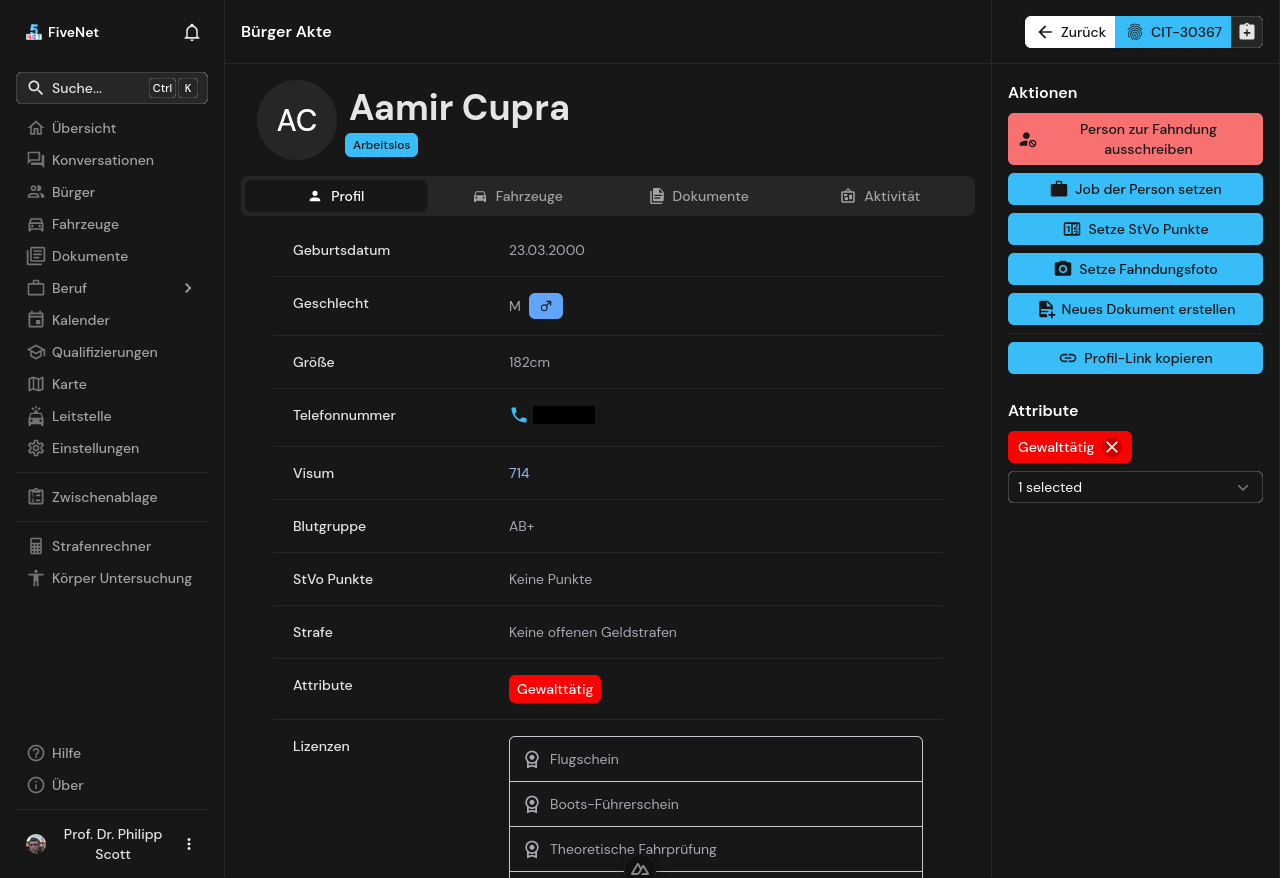 FiveNet
Suche...
Ctrl K
Übersicht
Konversationen
Bürger
Fahrzeuge
Dokumente
Beruf
Kalender
Qualifizierungen
Karte
Leitstelle
Einstellungen
Zwischenablage
Strafenrechner
Körper Untersuchung
Hilfe
Über
Prof. Dr. Philipp
Scott
Bürger Akte
AC
Aamir Cupra
Arbeitslos
Profil
Fahrzeuge
Dokumente
Aktivität
Geburtsdatum 23.03.2000
Geschlecht M
Größe 182cm
Telefonnummer
Visum 714
Blutgruppe AB+
StVo Punkte Keine Punkte
Strafe Keine offenen Geldstrafen
Attribute Gewalttätig
Lizenzen Flugschein
Boots-Führerschein
Theoretische Fahrprüfung
Zurück
CIT-30367
Aktionen
Person zur Fahndung
ausschreiben
Job der Person setzen
Setze StVo Punkte
Setze Fahndungsfoto
Neues Dokument erstellen
Profil-Link kopieren
Attribute
Gewalttätig
1 selected